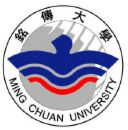 銘傳大學
MING CHUAN UNIVERSITY